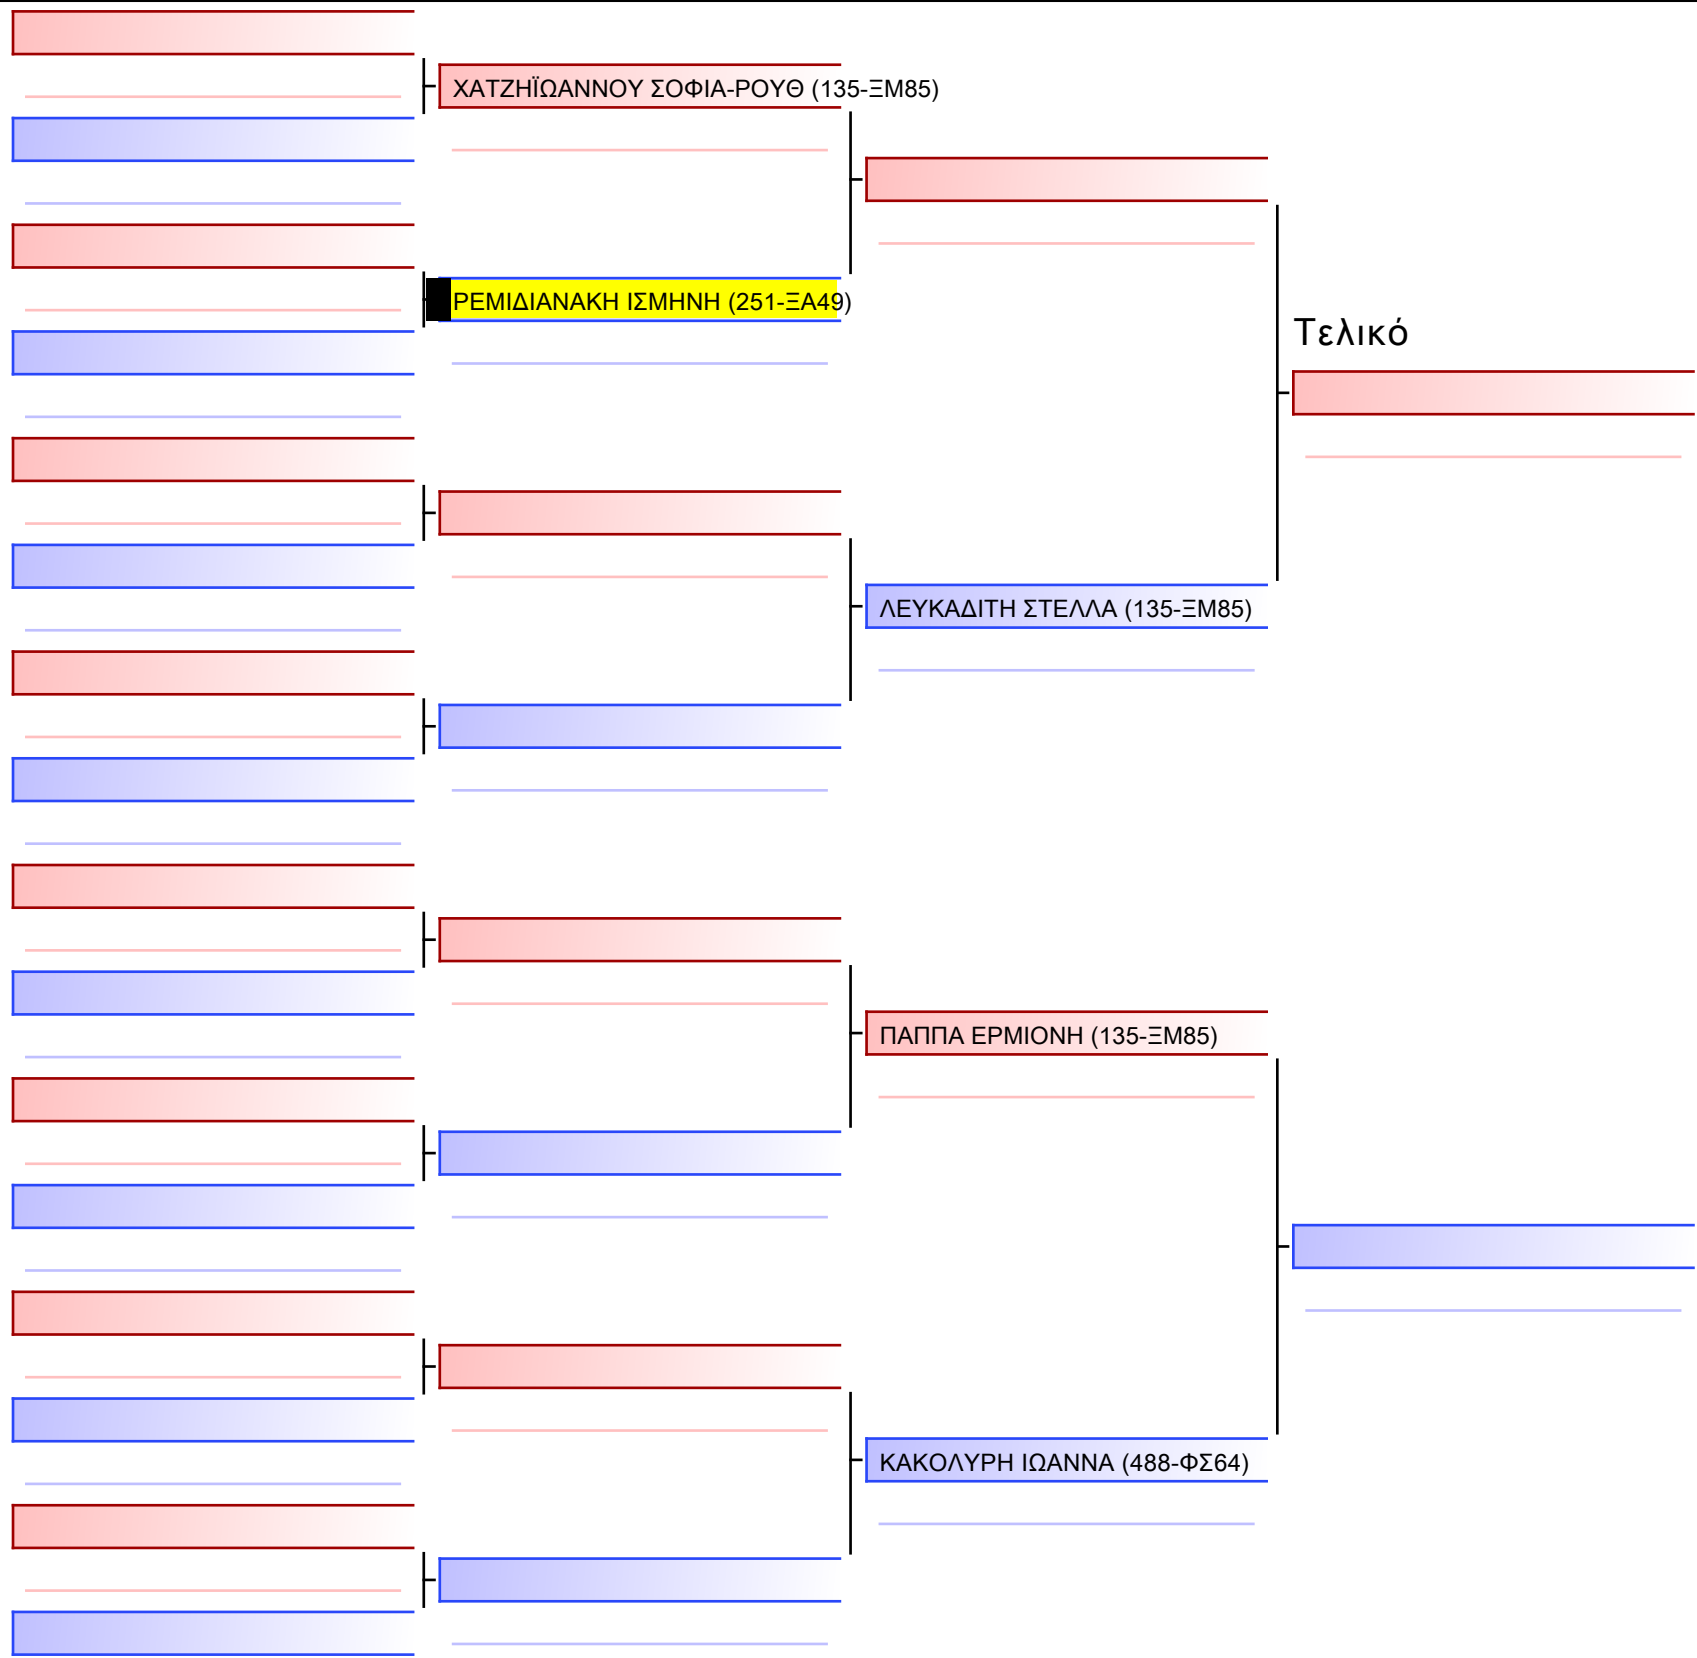 ΧΑΤΖΗΪΩΑΝΝΟΥ ΣΟΦΙΑ-ΡΟΥΘ (135-ΞΜ85)
ΡΕΜΙΔΙΑΝΑΚΗ ΙΣΜΗΝΗ (251-ΞΑ49)
Τελικό
ΛΕΥΚΑΔΙΤΗ ΣΤΕΛΛΑ (135-ΞΜ85)
ΠΑΠΠΑ ΕΡΜΙΟΝΗ (135-ΞΜ85)
ΚΑΚΟΛΥΡΗ ΙΩΑΝΝΑ (488-ΦΣ64)